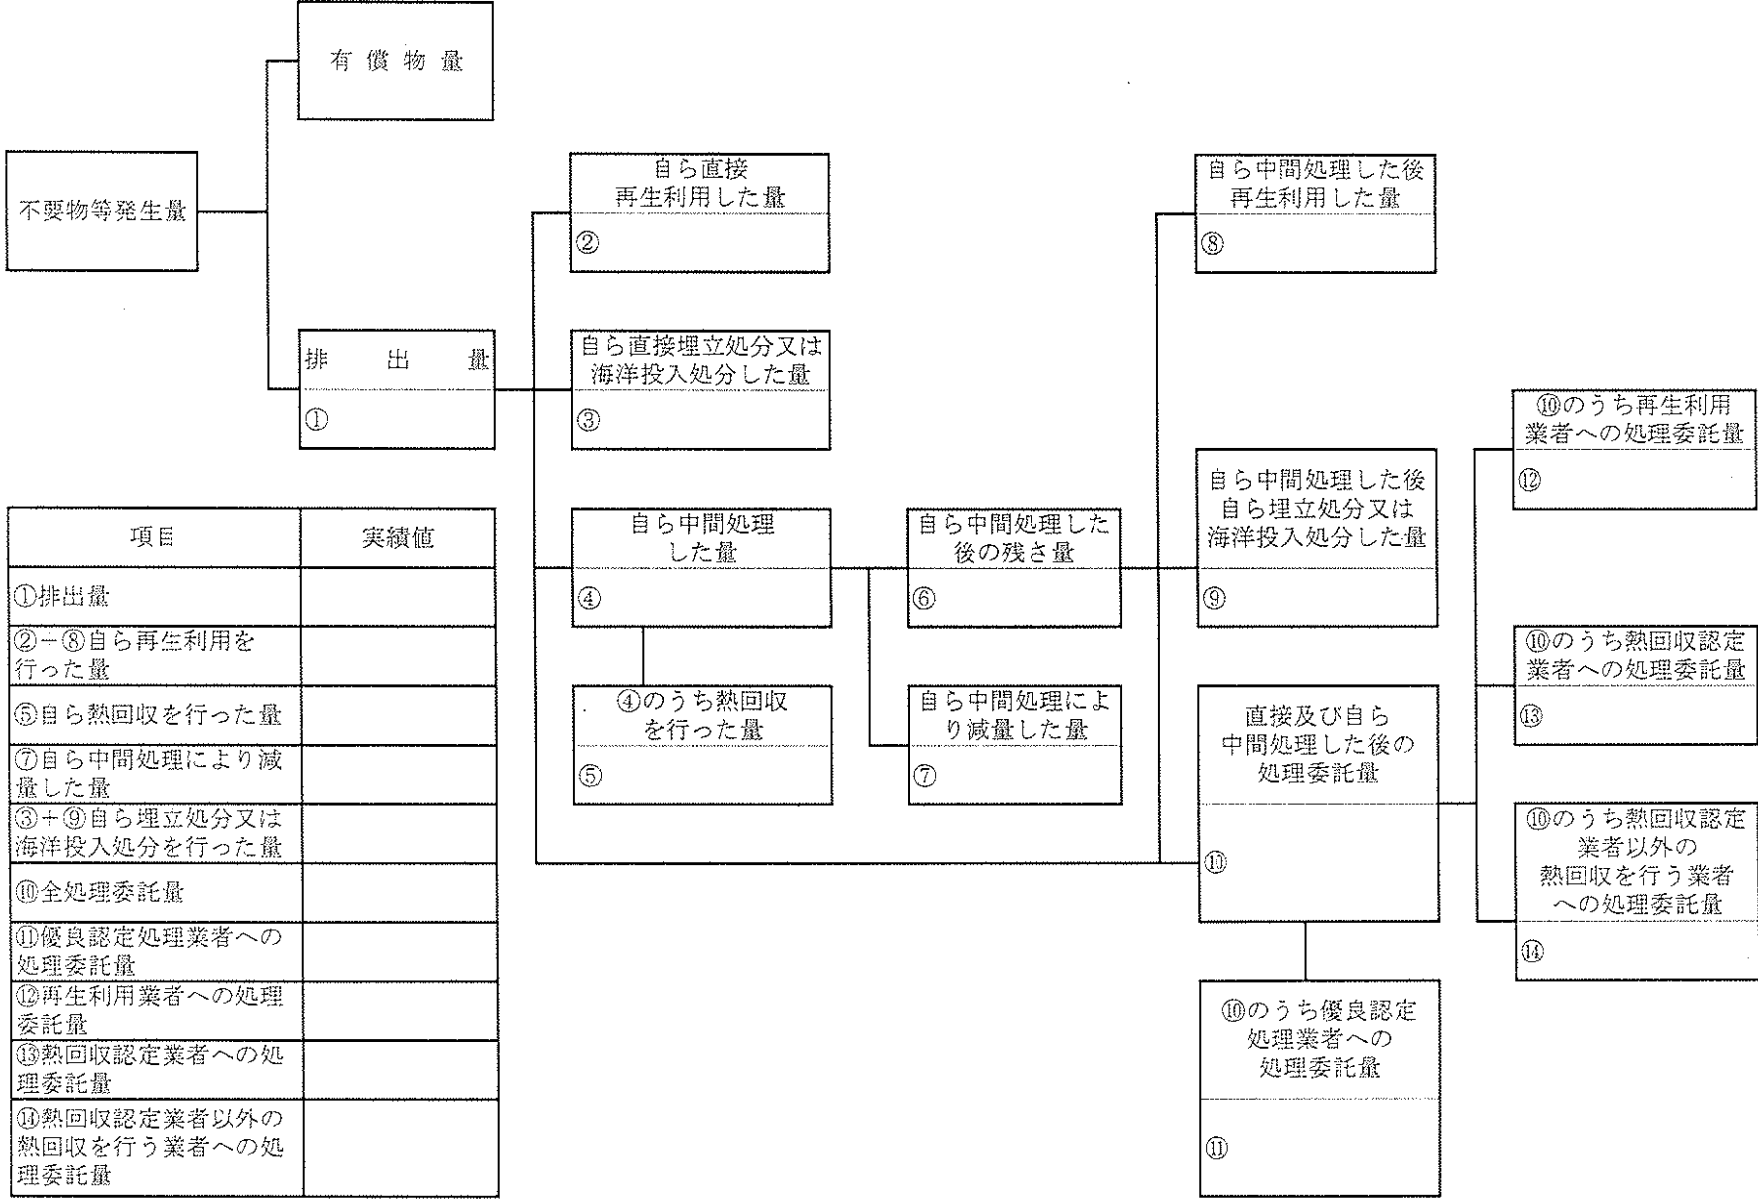 有償物量
不要物等発生量
排出量
①
自ら直接
再生利用した量
②
自ら直接埋立処分又は
海洋投入処分した量
③
自ら中間処理
した量
④
④のうち熱回収
を行った量
⑤
自ら中間処理した
後の残さ量
⑥
自ら中間処理によ
り減量した量
⑦
自ら中間処理した後
再生利用した量
⑧
自ら中間処理した後
自ら埋立処分又は
海洋投入処分した量
⑨
直接及び自ら
中間処理した後の
処理委託量
⑩
⑩のうち優良認定
処理業者への
処理委託量
⑪
⑩のうち再生利用
業者への処理委託量
⑫
⑩のうち熱回収認定
業者への処理委託量
⑬
⑩のうち熱回収認定
業者以外の
熱回収を行う業者
への処理委託量
⑭
項目 実績値
①排出量
②+⑧自ら再生利用を
行った量
⑤自ら熱回収を行った量
⑦自ら中間処理により減
量した量
③+⑨自ら埋立処分又は
海洋投入処分を行った量
⑩全処理委託量
⑪優良認定処理業者への
処理委託量
⑫再生利用業者への処理
委託量
⑬熱回収認定業者への処
理委託量
⑭熱回収認定業者以外の
熱回収を行う業者への処
理委託量